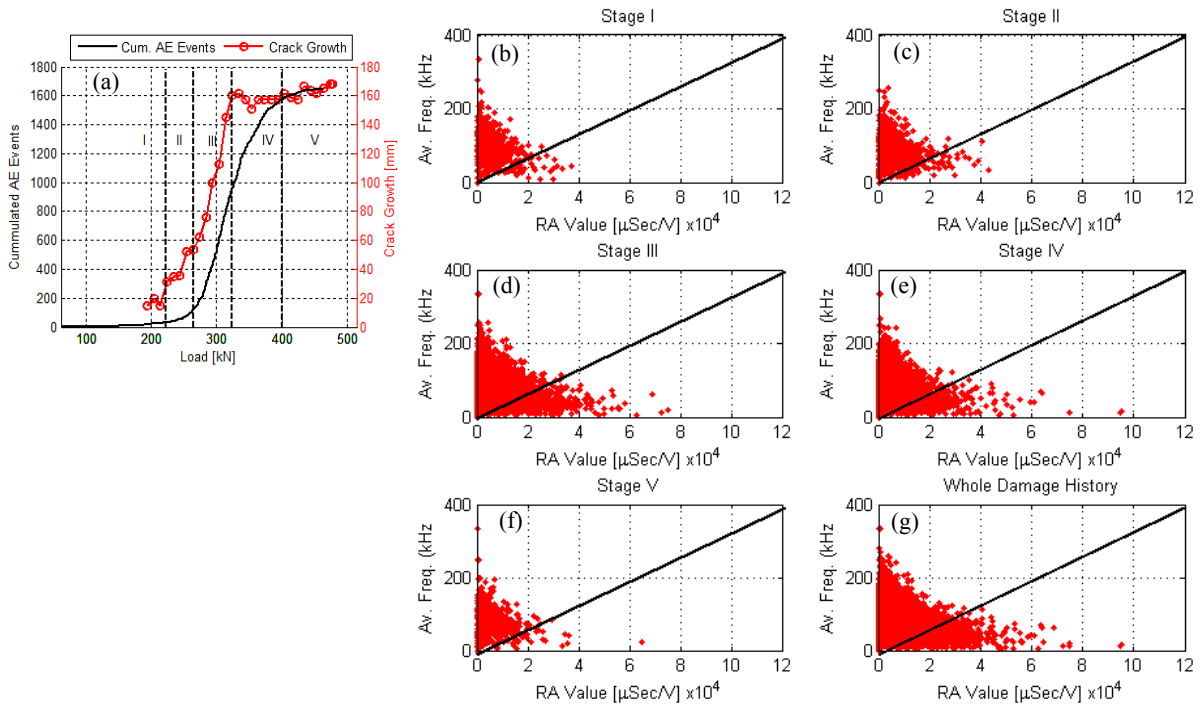 Cum. AE Events Crack Growth
(a)
1800
1600
1400
1200
1000
800
600
400
200
0
Cummulated AE Events
I II III IV V
180
160
140
120
100
80
60
40
20
0
Crack Growth [mm]
100 200 300 400 500
Load [kN]
Stage I
(b)
400
200
0
Av. Freq. (kHz
0 2 4 6 8 10 12
RA Value [µSec/V] x10⁴
Stage II
(c)
400
200
0
Av. Freq. (kHz
0 2 4 6 8 10 12
RA Value [µSec/V] x10⁴
Stage III
(d)
400
200
0
Av. Freq. (kHz
0 2 4 6 8 10 12
RA Value [µSec/V] x10⁴
Stage IV
(e)
400
200
0
Av. Freq. (kHz
0 2 4 6 8 10 12
RA Value [µSec/V] x10⁴
Stage V
(f)
400
200
0
Av. Freq. (kHz
0 2 4 6 8 10 12
RA Value [µSec/V] x10⁴
Whole Damage History
(g)
400
200
0
Av. Freq. (kHz
0 2 4 6 8 10 12
RA Value [µSec/V] x10⁴